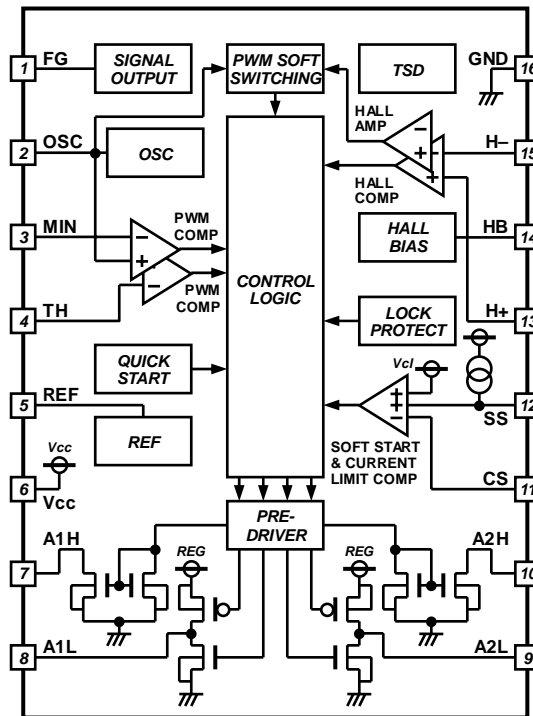 1
FG
SIGNAL
OUTPUT
PWM SOFT
SWITCHING
TSD
GND
16
2
OSC
OSC
HALL
AMP
HALL
COMP
H–
15
3
MIN
PWM
COMP
PWM
COMP
CONTROL
LOGIC
HALL
BIAS
HB
14
4
TH
LOCK
PROTECT
H+
13
QUICK
START
Vcl
5
REF
REF
SS
12
SOFT START
& CURRENT
LIMIT COMP
Vcc
6
Vcc
CS
11
PRE-
DRIVER
7
A1H
REG
REG
A2H
10
8
A1L
A2L
9
–
+
–
+
–
+
–
+
+
–